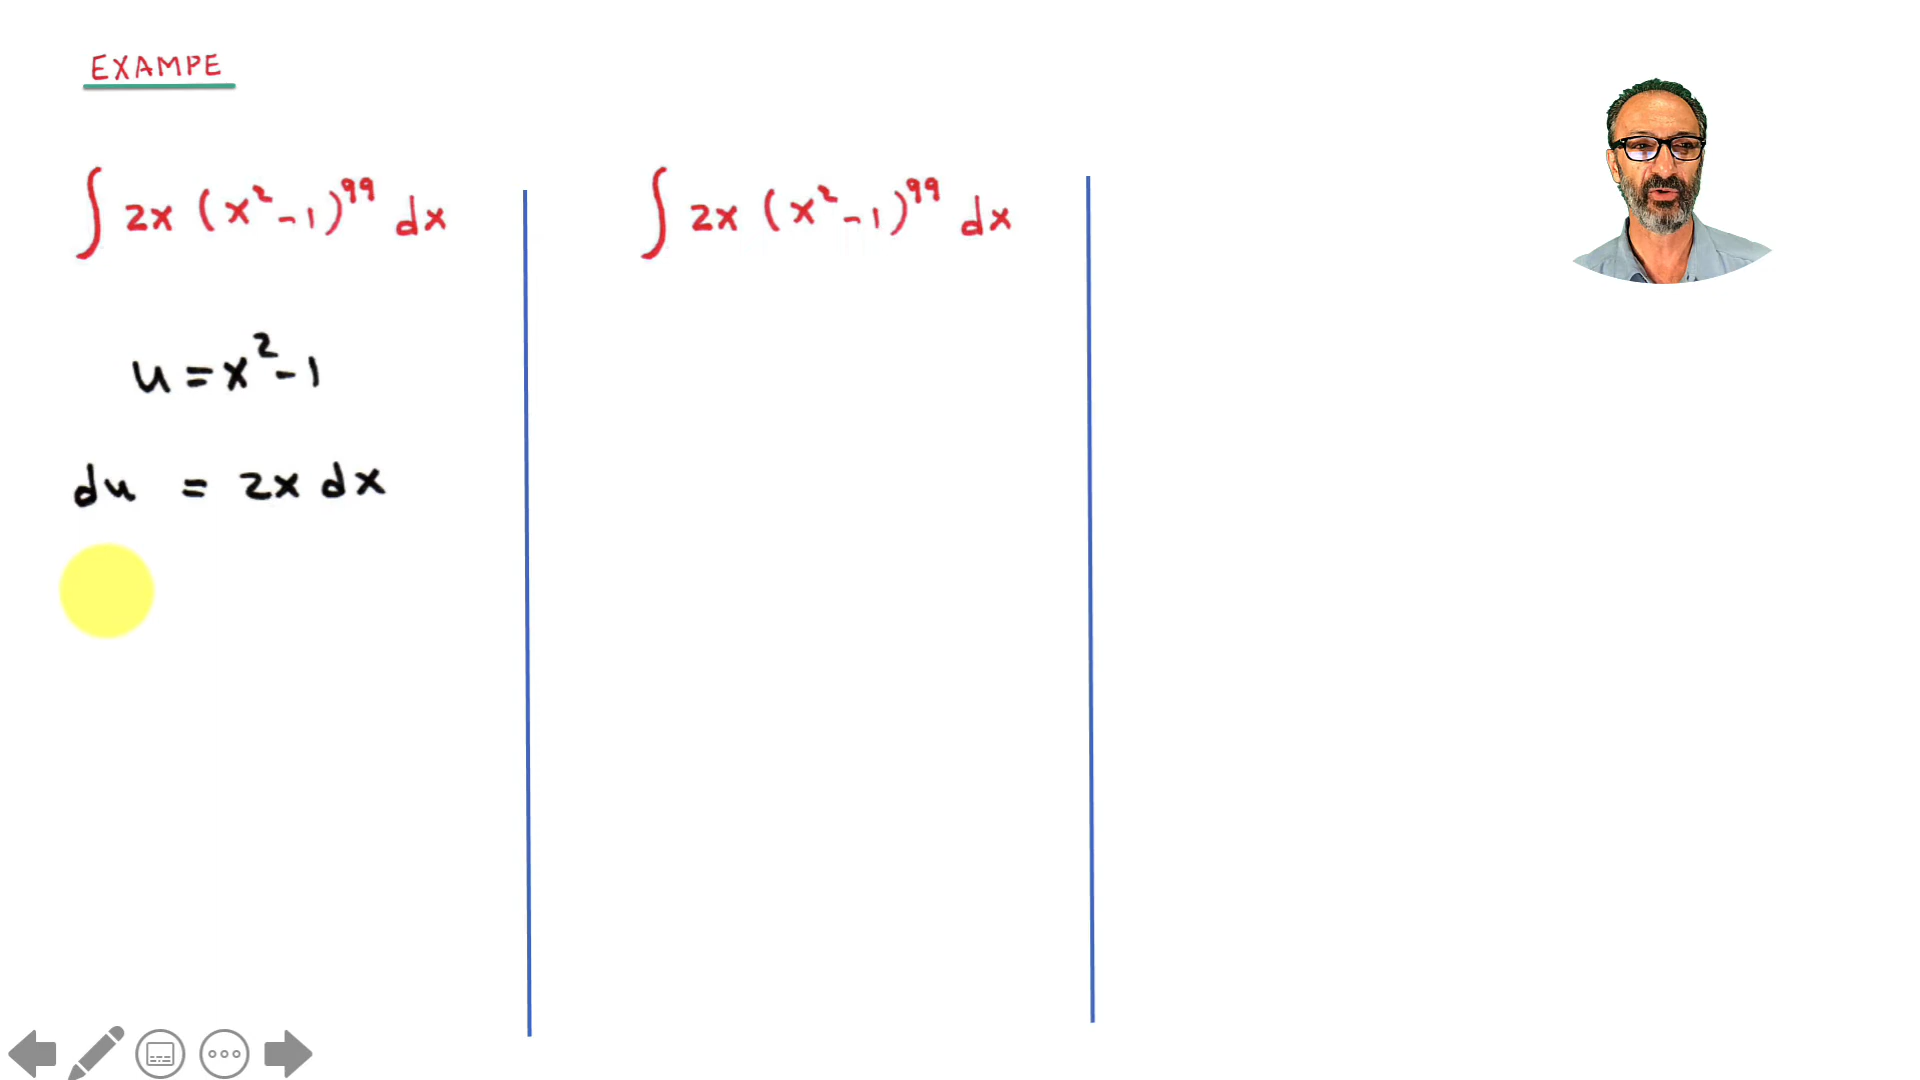 EXAMPE
∫ 2x (x² - 1)⁹⁹ dx
u = x² - 1
du = 2x dx
∫ 2x (x² - 1)⁹⁹ dx